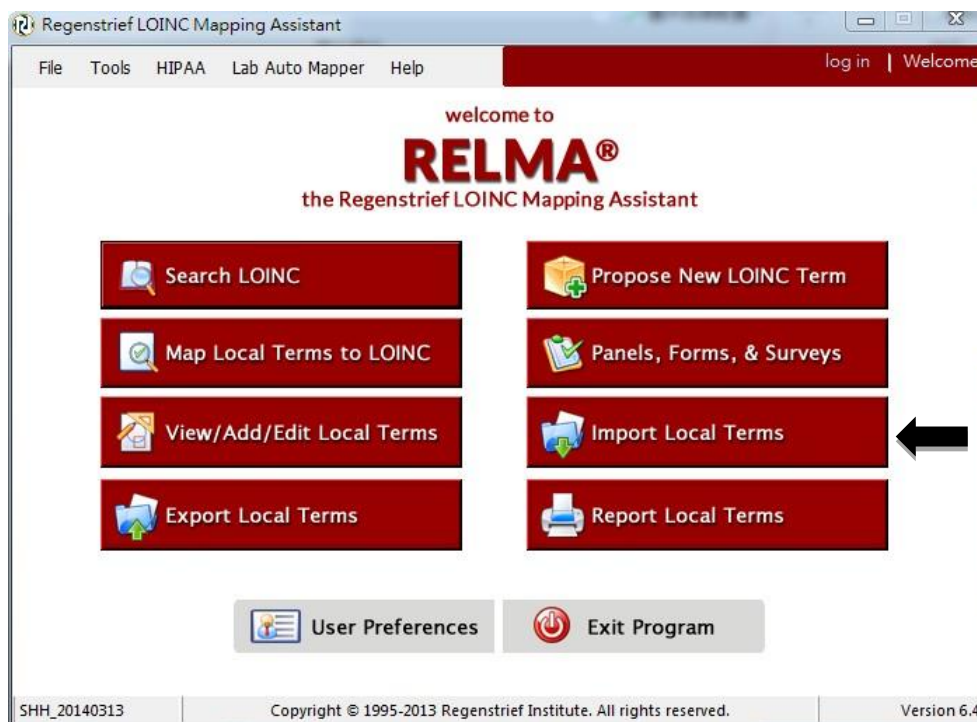 Regenstrief LOINC Mapping Assistant
File Tools HIPAA Lab Auto Mapper Help
log in | Welcome
welcome to
RELMA®
the Regenstrief LOINC Mapping Assistant
Search LOINC
Propose New LOINC Term
Map Local Terms to LOINC
Panels, Forms, & Surveys
View/Add/Edit Local Terms
Import Local Terms
Export Local Terms
Report Local Terms
User Preferences
Exit Program
SHH_20140313
Copyright © 1995-2013 Regenstrief Institute. All rights reserved.
Version 6.4